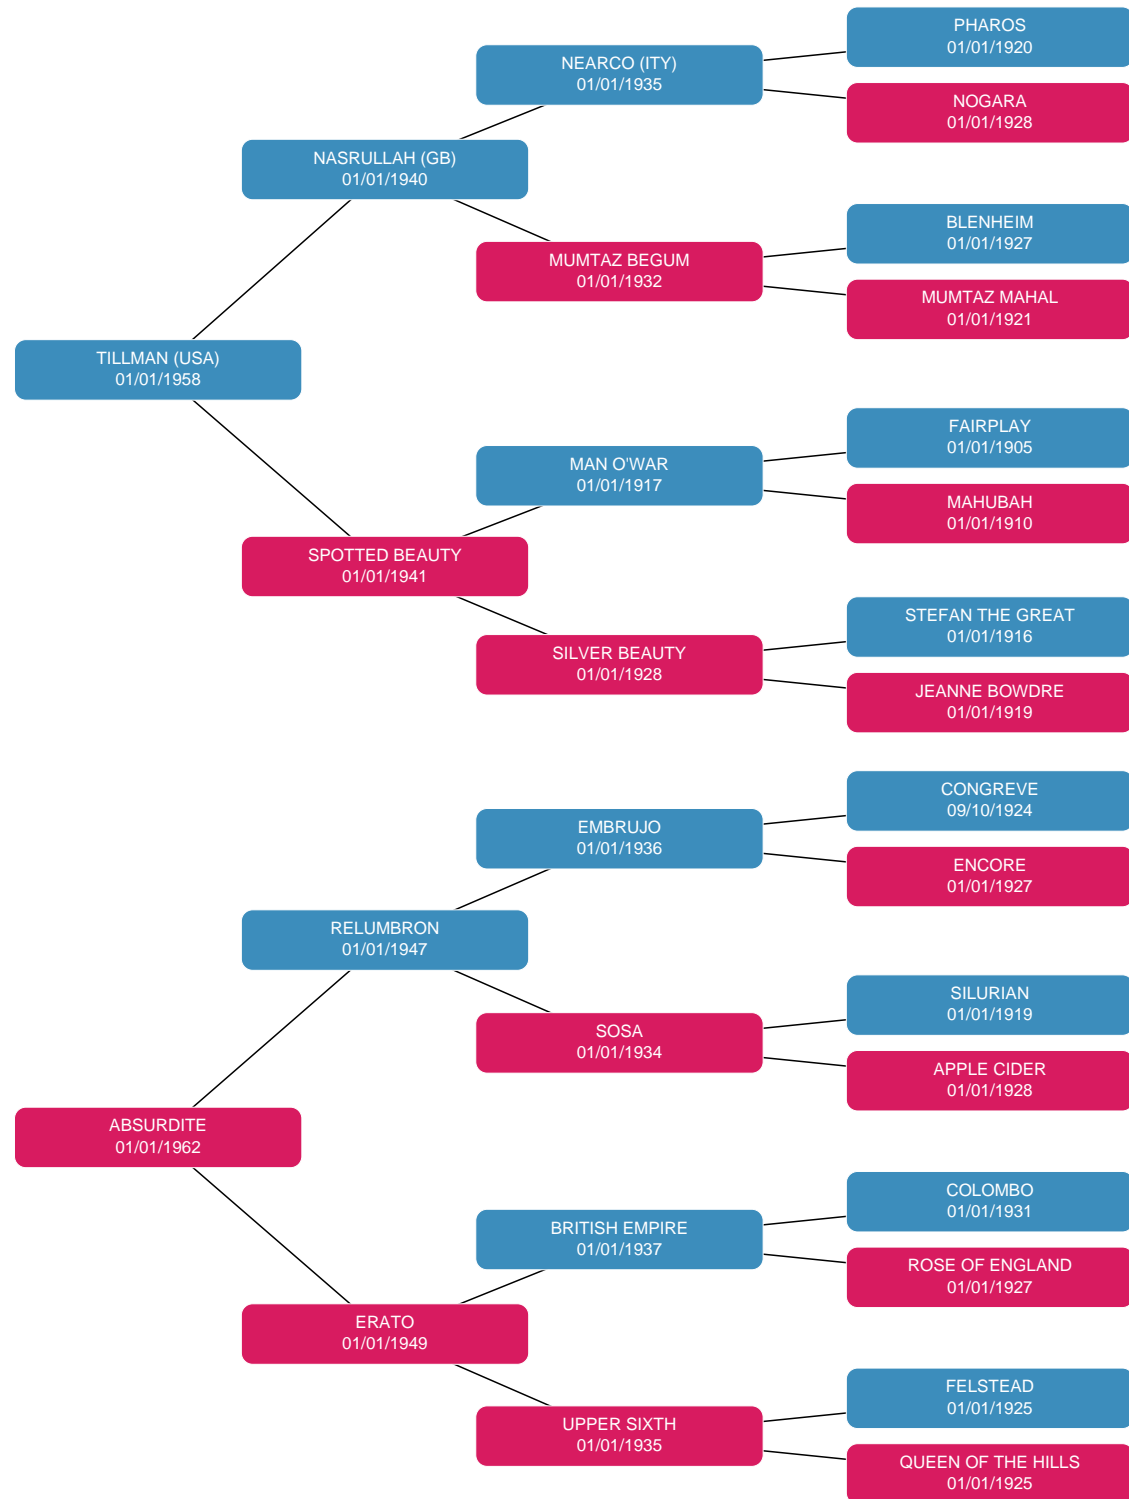 PHAROS
01/01/1920
NEARCO (ITY)
01/01/1935
NOGARA
01/01/1928
NASRULLAH (GB)
01/01/1940
BLENHEIM
01/01/1927
MUMTAZ BEGUM
01/01/1932
MUMTAZ MAHAL
01/01/1921
TILLMAN (USA)
01/01/1958
FAIRPLAY
01/01/1905
MAN O'WAR
01/01/1917
MAHUBAH
01/01/1910
SPOTTED BEAUTY
01/01/1941
STEFAN THE GREAT
01/01/1916
SILVER BEAUTY
01/01/1928
JEANNE BOWDRE
01/01/1919
CONGREVE
09/10/1924
EMBRUJO
01/01/1936
ENCORE
01/01/1927
RELUMBRON
01/01/1947
SILURIAN
01/01/1919
SOSA
01/01/1934
APPLE CIDER
01/01/1928
ABSURDITE
01/01/1962
COLOMBO
01/01/1931
BRITISH EMPIRE
01/01/1937
ROSE OF ENGLAND
01/01/1927
ERATO
01/01/1949
FELSTEAD
01/01/1925
UPPER SIXTH
01/01/1935
QUEEN OF THE HILLS
01/01/1925